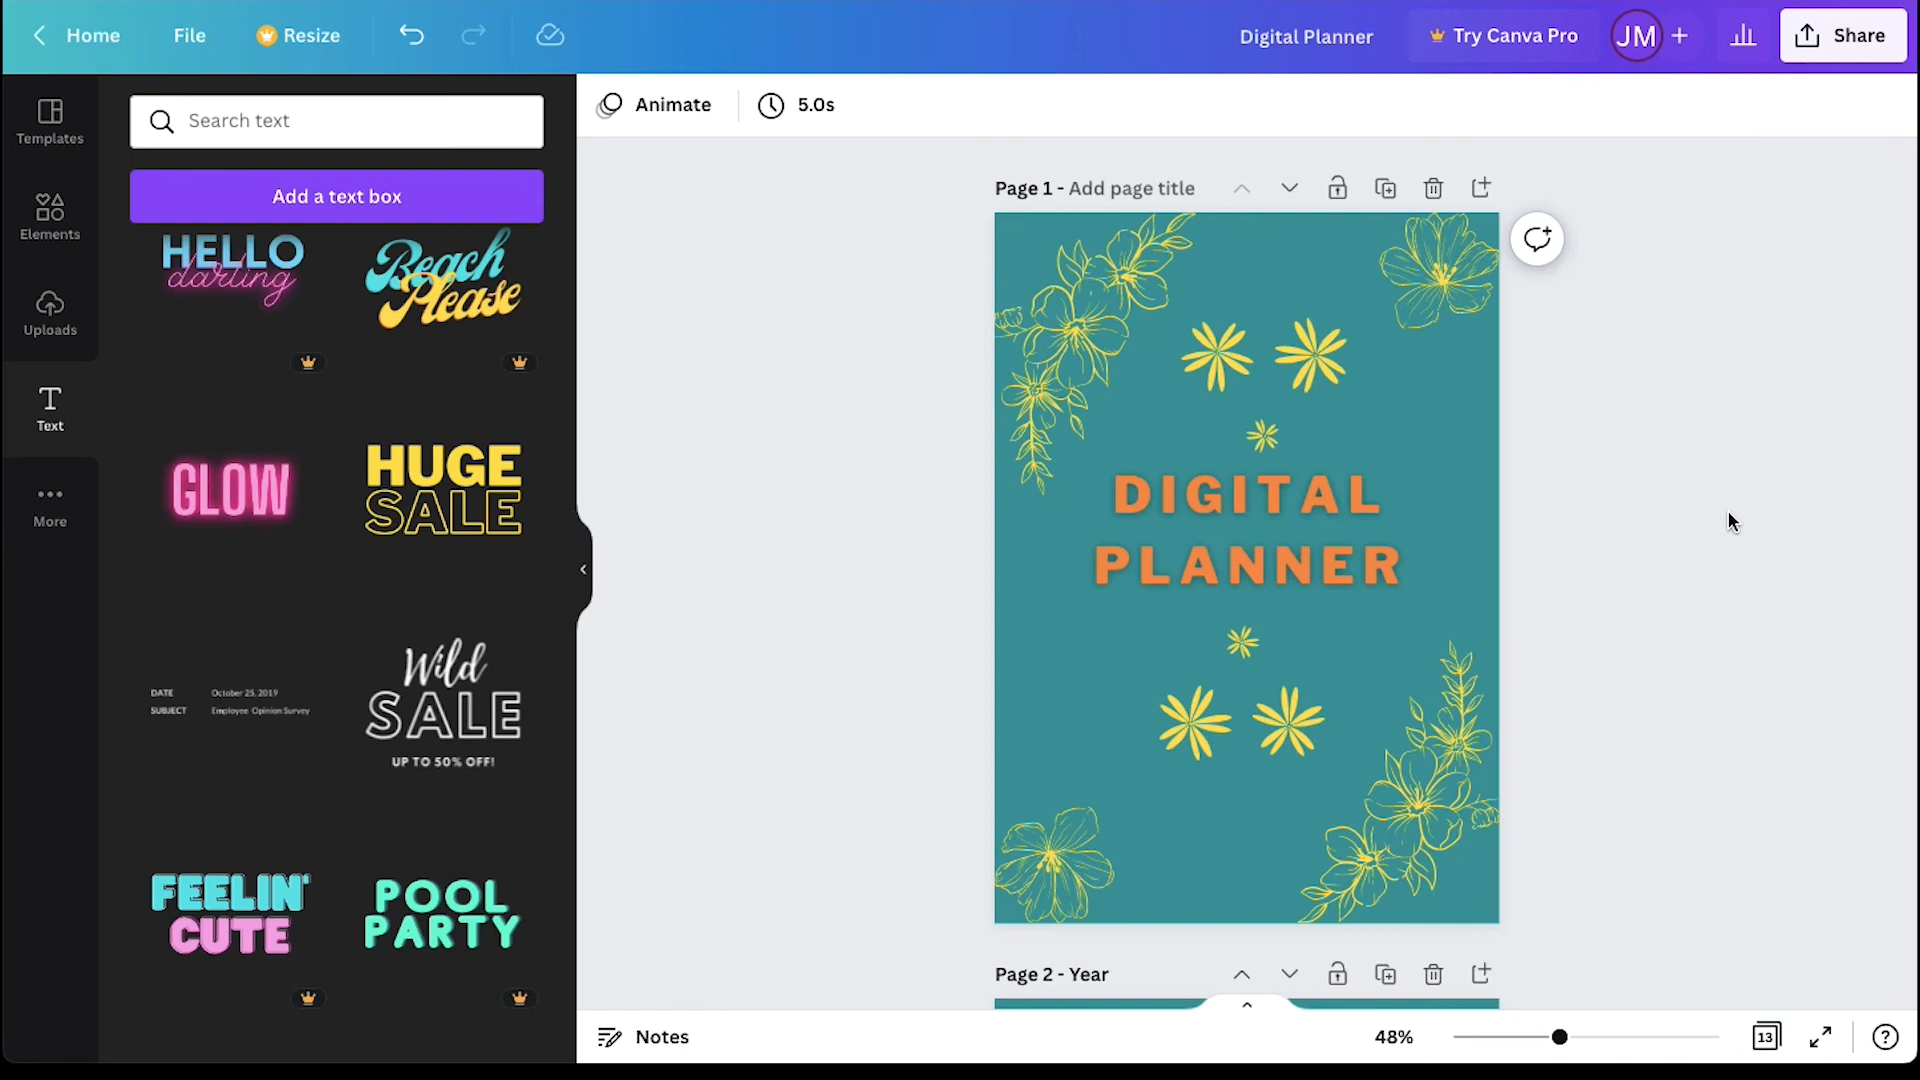 Home
File
Resize
Digital Planner
Try Canva Pro
JM
Share
Templates
Elements
Uploads
Text
More
Search text
Add a text box
HELLO
darling
Beach
Please
GLOW
HUGE
SALE
DATE October 25, 2019
SUBJECT Employee Opinion Survey
Wild
SALE
UP TO 50% OFF!
FEELIN'
CUTE
POOL
PARTY
Animate
5.0s
Page 1 - Add page title
DIGITAL
PLANNER
Page 2 - Year
Notes
48%
13
?